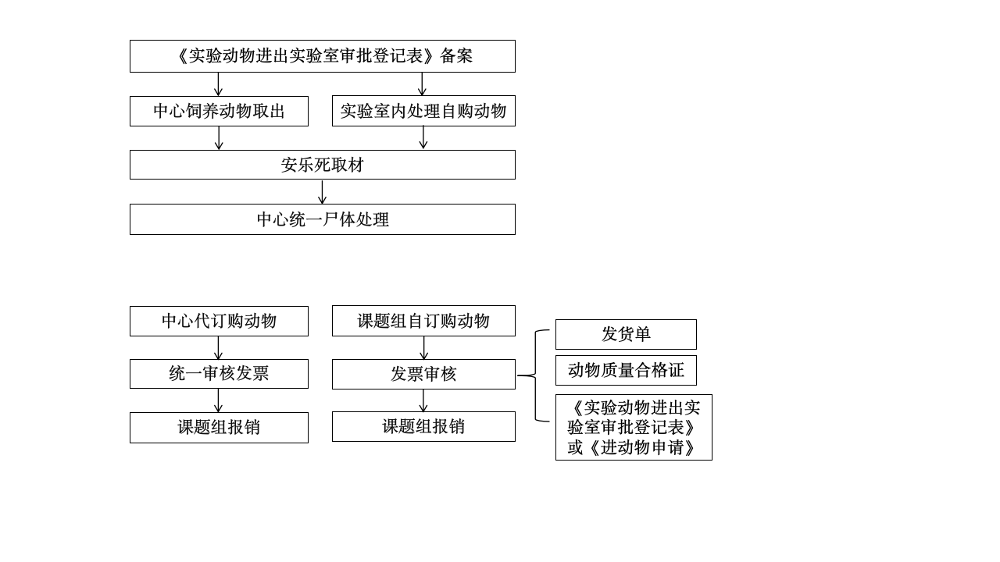 《实验动物进出实验室审批登记表》备案
中心饲养动物取出
实验室内处理自购动物
安乐死取材
中心统一尸体处理
中心代订购动物
课题组自订购动物
统一审核发票
发票审核
课题组报销
课题组报销
发货单
动物质量合格证
《实验动物进出实
验室审批登记表》
或《进动物申请》